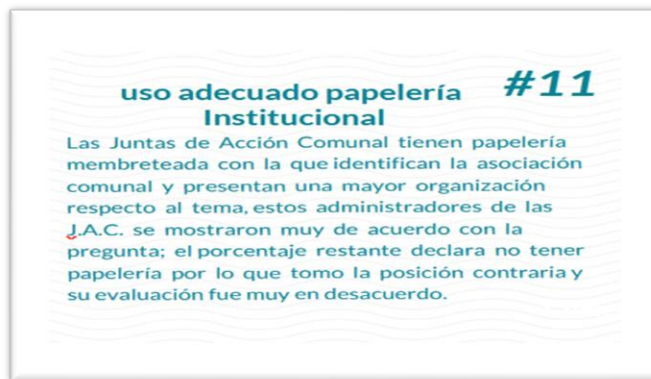 uso adecuado papelería #11
Institucional
Las Juntas de Acción Comunal tienen papelería
membreteada con la que identifican la asociación
comunal y presentan una mayor organización
respecto al tema, estos administradores de las
J.A.C. se mostraron muy de acuerdo con la
pregunta; el porcentaje restante declara no tener
papelería por lo que tomo la posición contraria y
su evaluación fue muy en desacuerdo.